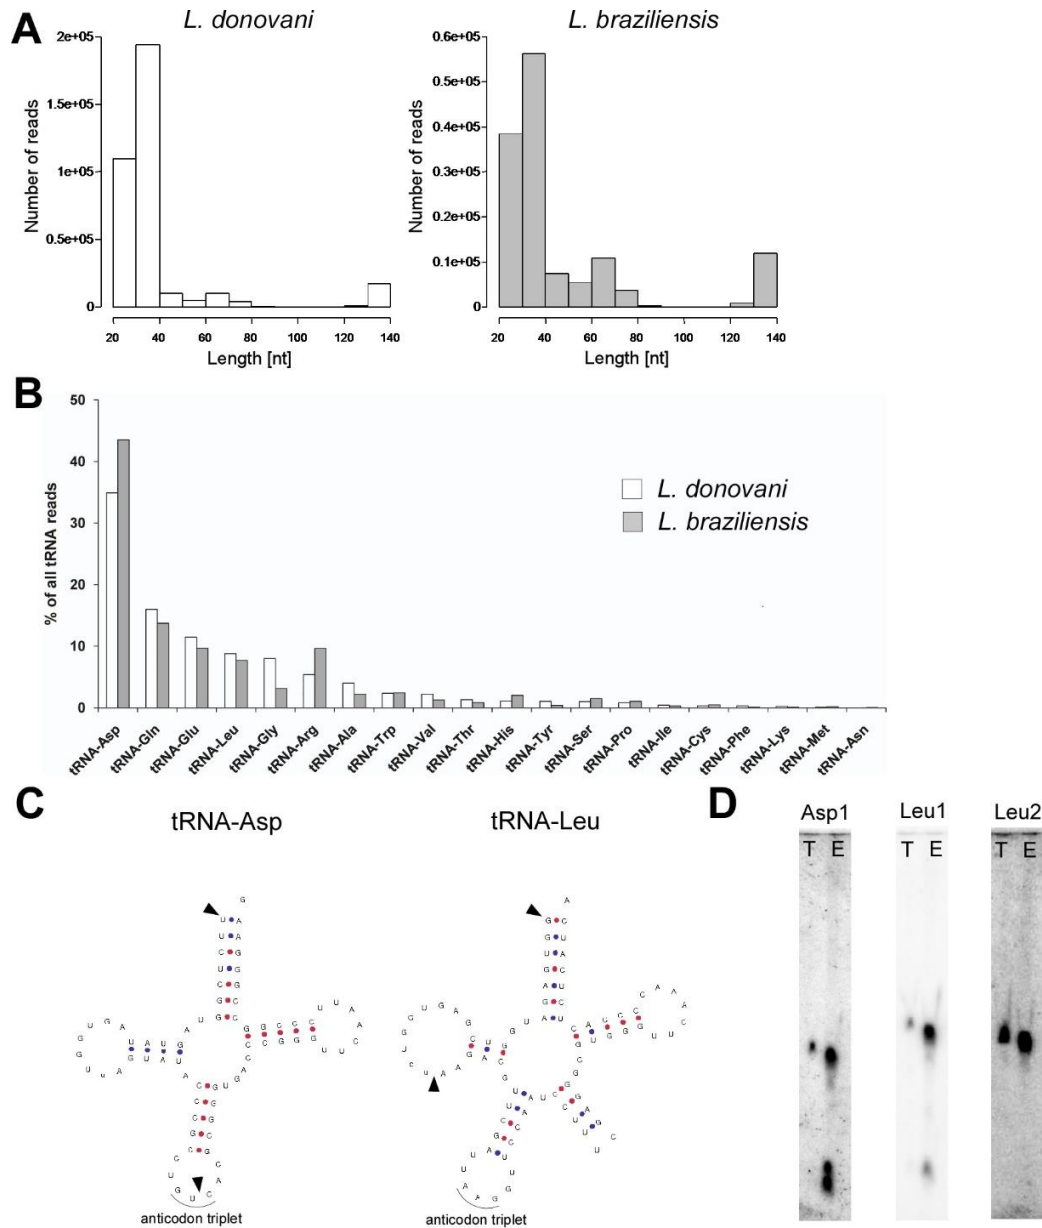 A
L. donovani
L. braziliensis
2e+05
1.5e+05
1e+05
0.5e+05
0
Number of reads
20 40 60 80 100 120 140
Length [nt]
0.6e+05
0.5e+05
0.4e+05
0.3e+05
0.2e+05
0.1e+05
0
Number of reads
20 40 60 80 100 120 140
Length [nt]
B
50
40
30
20
10
0
% of all tRNA reads
L. donovani
L. braziliensis
tRNA-Asp
tRNA-Gln
tRNA-Glu
tRNA-Leu
tRNA-Gly
tRNA-Arg
tRNA-Ala
tRNA-Trp
tRNA-Val
tRNA-Thr
tRNA-His
tRNA-Tyr
tRNA-Ser
tRNA-Pro
tRNA-Ile
tRNA-Cys
tRNA-Phe
tRNA-Lys
tRNA-Met
tRNA-Asn
C
tRNA-Asp
tRNA-Leu
anticodon triplet
anticodon triplet
D
Asp1
Leu1
Leu2
T E
T E
T E